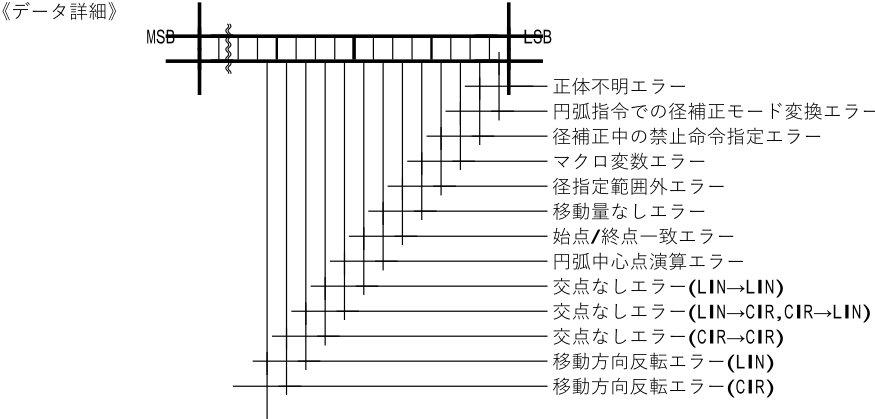 《データ詳細》
MSB LSB
正体不明エラー
円弧指令での径補正モード変換エラー
径補正中の禁止命令指定エラー
マクロ変数エラー
径指定範囲外エラー
移動量なしエラー
始点/終点一致エラー
円弧中心点演算エラー
交点なしエラー(LIN→LIN)
交点なしエラー(LIN→CIR,CIR→LIN)
交点なしエラー(CIR→CIR)
移動方向反転エラー(LIN)
移動方向反転エラー(CIR)